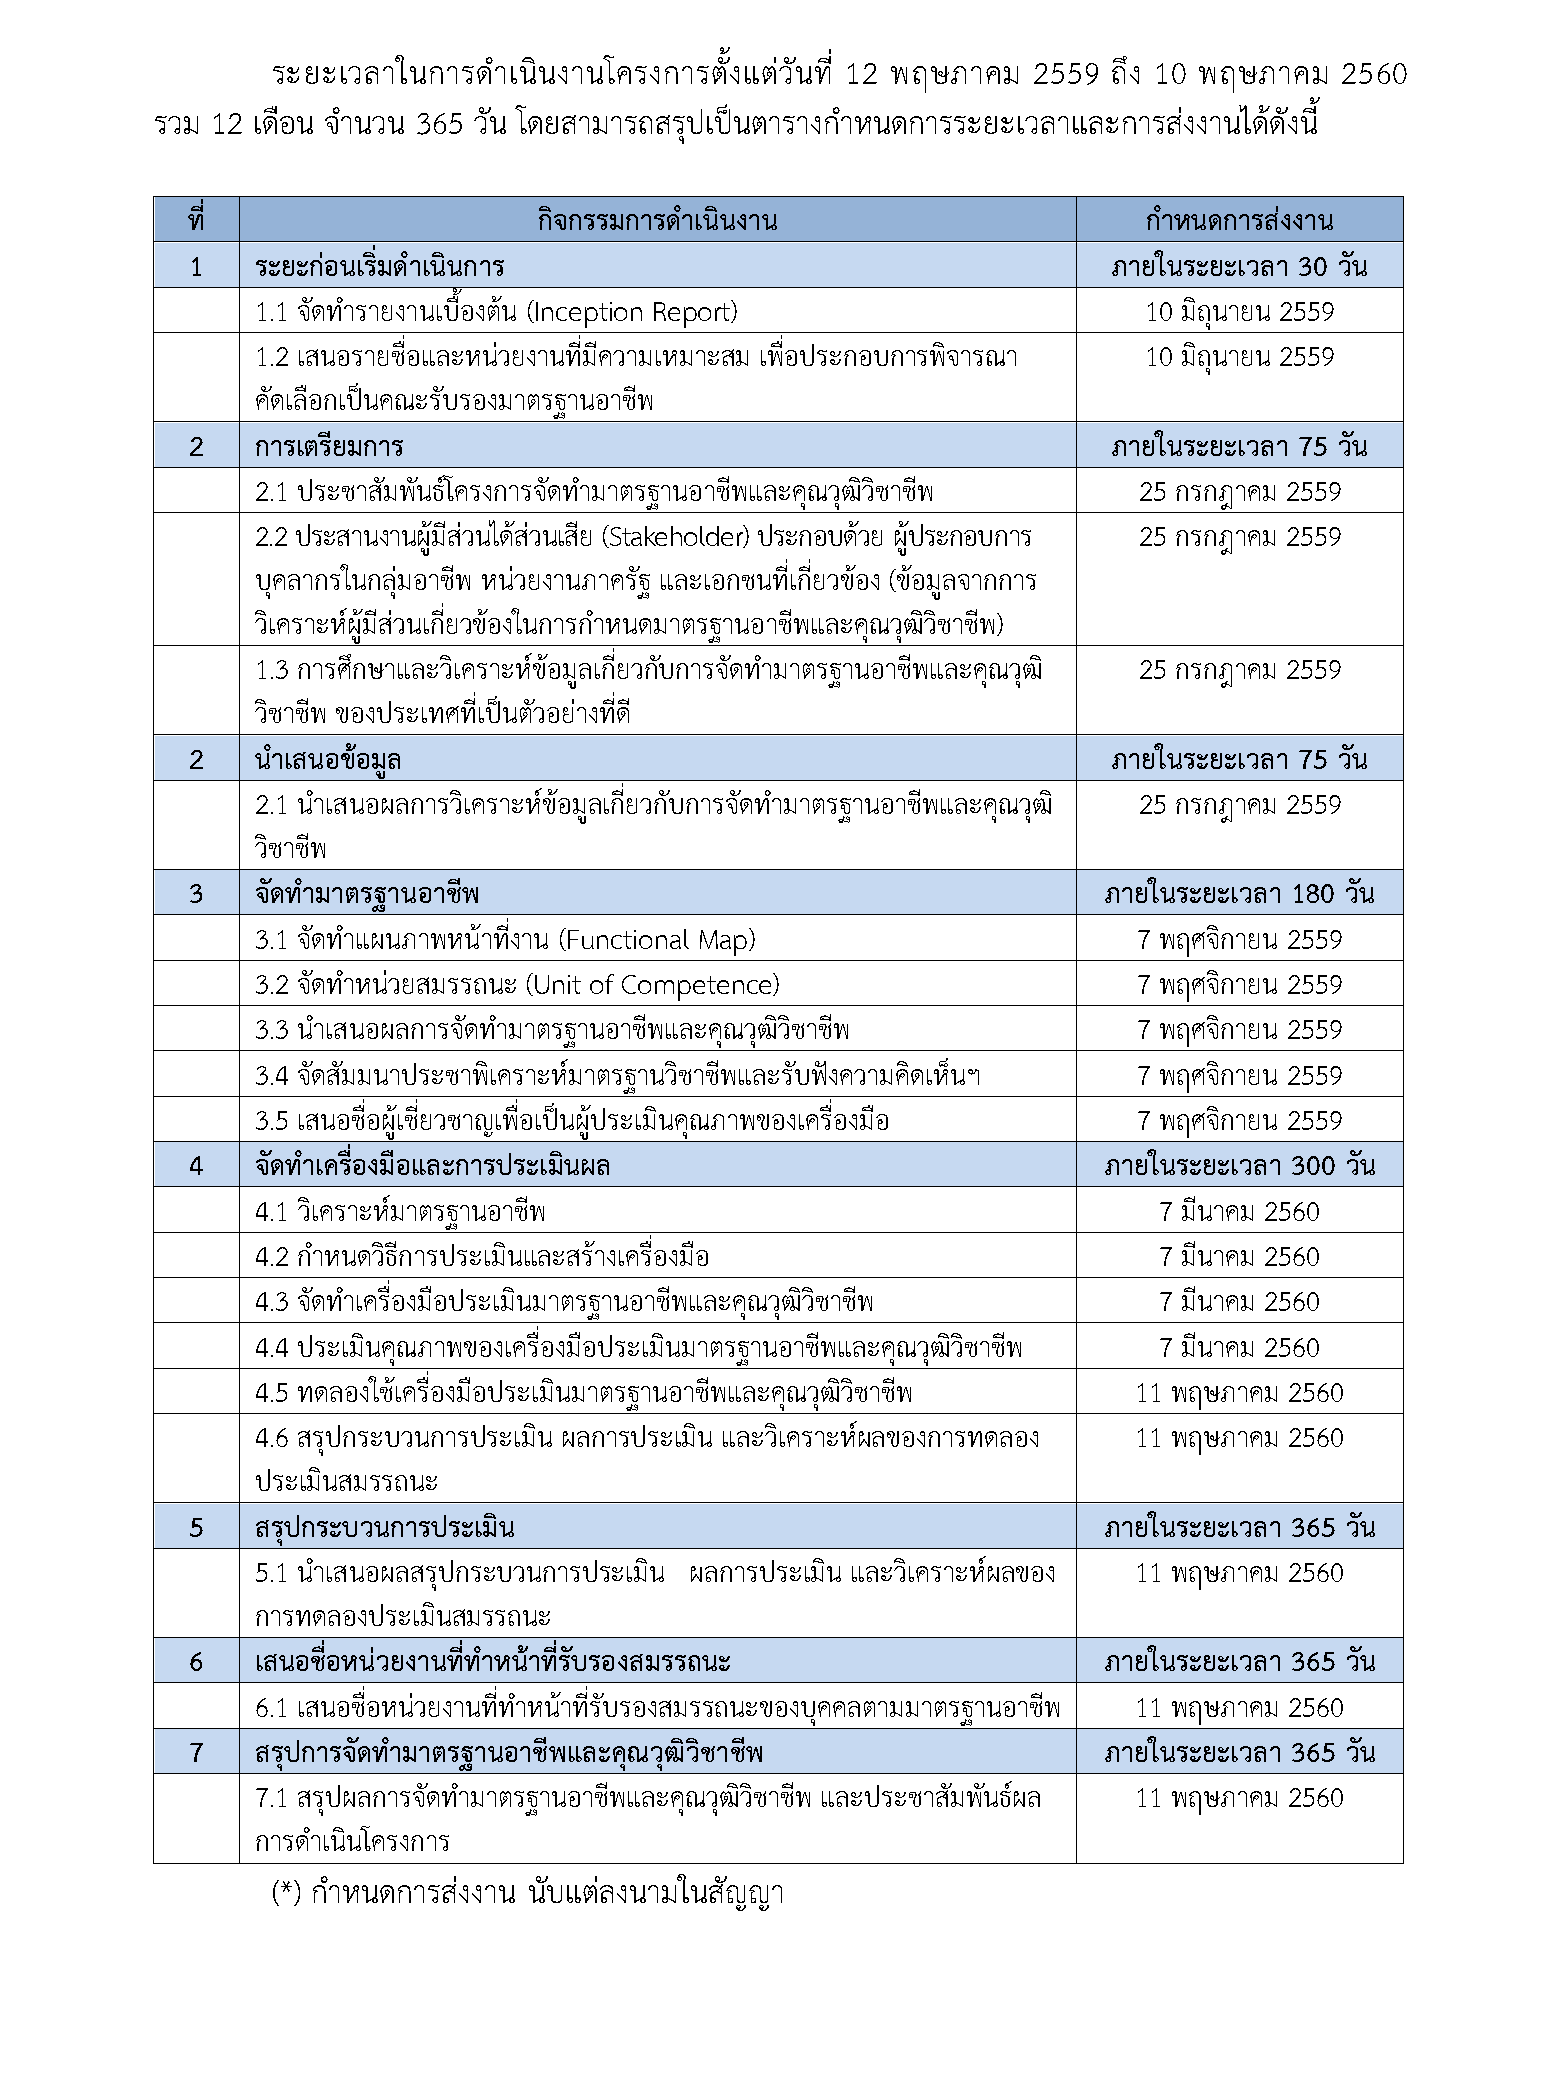 ระยะเวลาในการดำเนินงานโครงการตั้งแต่วันที่ 12 พฤษภาคม 2559 ถึง 10 พฤษภาคม 2560
รวม 12 เดือน จำนวน 365 วัน โดยสามารถสรุปเป็นตารางกำหนดการระยะเวลาและการส่งงานได้ดังนี้
ที่ กิจกรรมการดำเนินงาน กำหนดการส่งงาน
1 ระยะก่อนเริ่มดำเนินการ ภายในระยะเวลา 30 วัน
1.1 จัดทำรายงานเบื้องต้น (Inception Report) 10 มิถุนายน 2559
1.2 เสนอรายชื่อและหน่วยงานที่มีความเหมาะสม เพื่อประกอบการพิจารณา 10 มิถุนายน 2559
คัดเลือกเป็นคณะรับรองมาตรฐานอาชีพ
2 การเตรียมการ ภายในระยะเวลา 75 วัน
2.1 ประชาสัมพันธ์โครงการจัดทำมาตรฐานอาชีพและคุณวุฒิวิชาชีพ 25 กรกฎาคม 2559
2.2 ประสานงานผู้มีส่วนได้ส่วนเสีย (Stakeholder) ประกอบด้วย ผู้ประกอบการ 25 กรกฎาคม 2559
บุคลากรในกลุ่มอาชีพ หน่วยงานภาครัฐ และเอกชนที่เกี่ยวข้อง (ข้อมูลจากการ
วิเคราะห์ผู้มีส่วนเกี่ยวข้องในการกำหนดมาตรฐานอาชีพและคุณวุฒิวิชาชีพ)
1.3 การศึกษาและวิเคราะห์ข้อมูลเกี่ยวกับการจัดทำมาตรฐานอาชีพและคุณวุฒิ 25 กรกฎาคม 2559
วิชาชีพ ของประเทศที่เป็นตัวอย่างที่ดี
2 นำเสนอข้อมูล ภายในระยะเวลา 75 วัน
2.1 นำเสนอผลการวิเคราะห์ข้อมูลเกี่ยวกับการจัดทำมาตรฐานอาชีพและคุณวุฒิ 25 กรกฎาคม 2559
วิชาชีพ
3 จัดทำมาตรฐานอาชีพ ภายในระยะเวลา 180 วัน
3.1 จัดทำแผนภาพหน้าที่งาน (Functional Map) 7 พฤศจิกายน 2559
3.2 จัดทำหน่วยสมรรถนะ (Unit of Competence) 7 พฤศจิกายน 2559
3.3 นำเสนอผลการจัดทำมาตรฐานอาชีพและคุณวุฒิวิชาชีพ 7 พฤศจิกายน 2559
3.4 จัดสัมมนาประชาพิเคราะห์มาตรฐานวิชาชีพและรับฟังความคิดเห็นฯ 7 พฤศจิกายน 2559
3.5 เสนอชื่อผู้เชี่ยวชาญเพื่อเป็นผู้ประเมินคุณภาพของเครื่องมือ 7 พฤศจิกายน 2559
4 จัดทำเครื่องมือและการประเมินผล ภายในระยะเวลา 300 วัน
4.1 วิเคราะห์มาตรฐานอาชีพ 7 มีนาคม 2560
4.2 กำหนดวิธีการประเมินและสร้างเครื่องมือ 7 มีนาคม 2560
4.3 จัดทำเครื่องมือประเมินมาตรฐานอาชีพและคุณวุฒิวิชาชีพ 7 มีนาคม 2560
4.4 ประเมินคุณภาพของเครื่องมือประเมินมาตรฐานอาชีพและคุณวุฒิวิชาชีพ 7 มีนาคม 2560
4.5 ทดลองใช้เครื่องมือประเมินมาตรฐานอาชีพและคุณวุฒิวิชาชีพ 11 พฤษภาคม 2560
4.6 สรุปกระบวนการประเมิน ผลการประเมิน และวิเคราะห์ผลของการทดลอง 11 พฤษภาคม 2560
ประเมินสมรรถนะ
5 สรุปกระบวนการประเมิน ภายในระยะเวลา 365 วัน
5.1 นำเสนอผลสรุปกระบวนการประเมิน ผลการประเมิน และวิเคราะห์ผลของ 11 พฤษภาคม 2560
การทดลองประเมินสมรรถนะ
6 เสนอชื่อหน่วยงานที่ทำหน้าที่รับรองสมรรถนะ ภายในระยะเวลา 365 วัน
6.1 เสนอชื่อหน่วยงานที่ทำหน้าที่รับรองสมรรถนะของบุคคลตามมาตรฐานอาชีพ 11 พฤษภาคม 2560
7 สรุปการจัดทำมาตรฐานอาชีพและคุณวุฒิวิชาชีพ ภายในระยะเวลา 365 วัน
7.1 สรุปผลการจัดทำมาตรฐานอาชีพและคุณวุฒิวิชาชีพ และประชาสัมพันธ์ผล 11 พฤษภาคม 2560
การดำเนินโครงการ
(*) กำหนดการส่งงาน นับแต่ลงนามในสัญญา